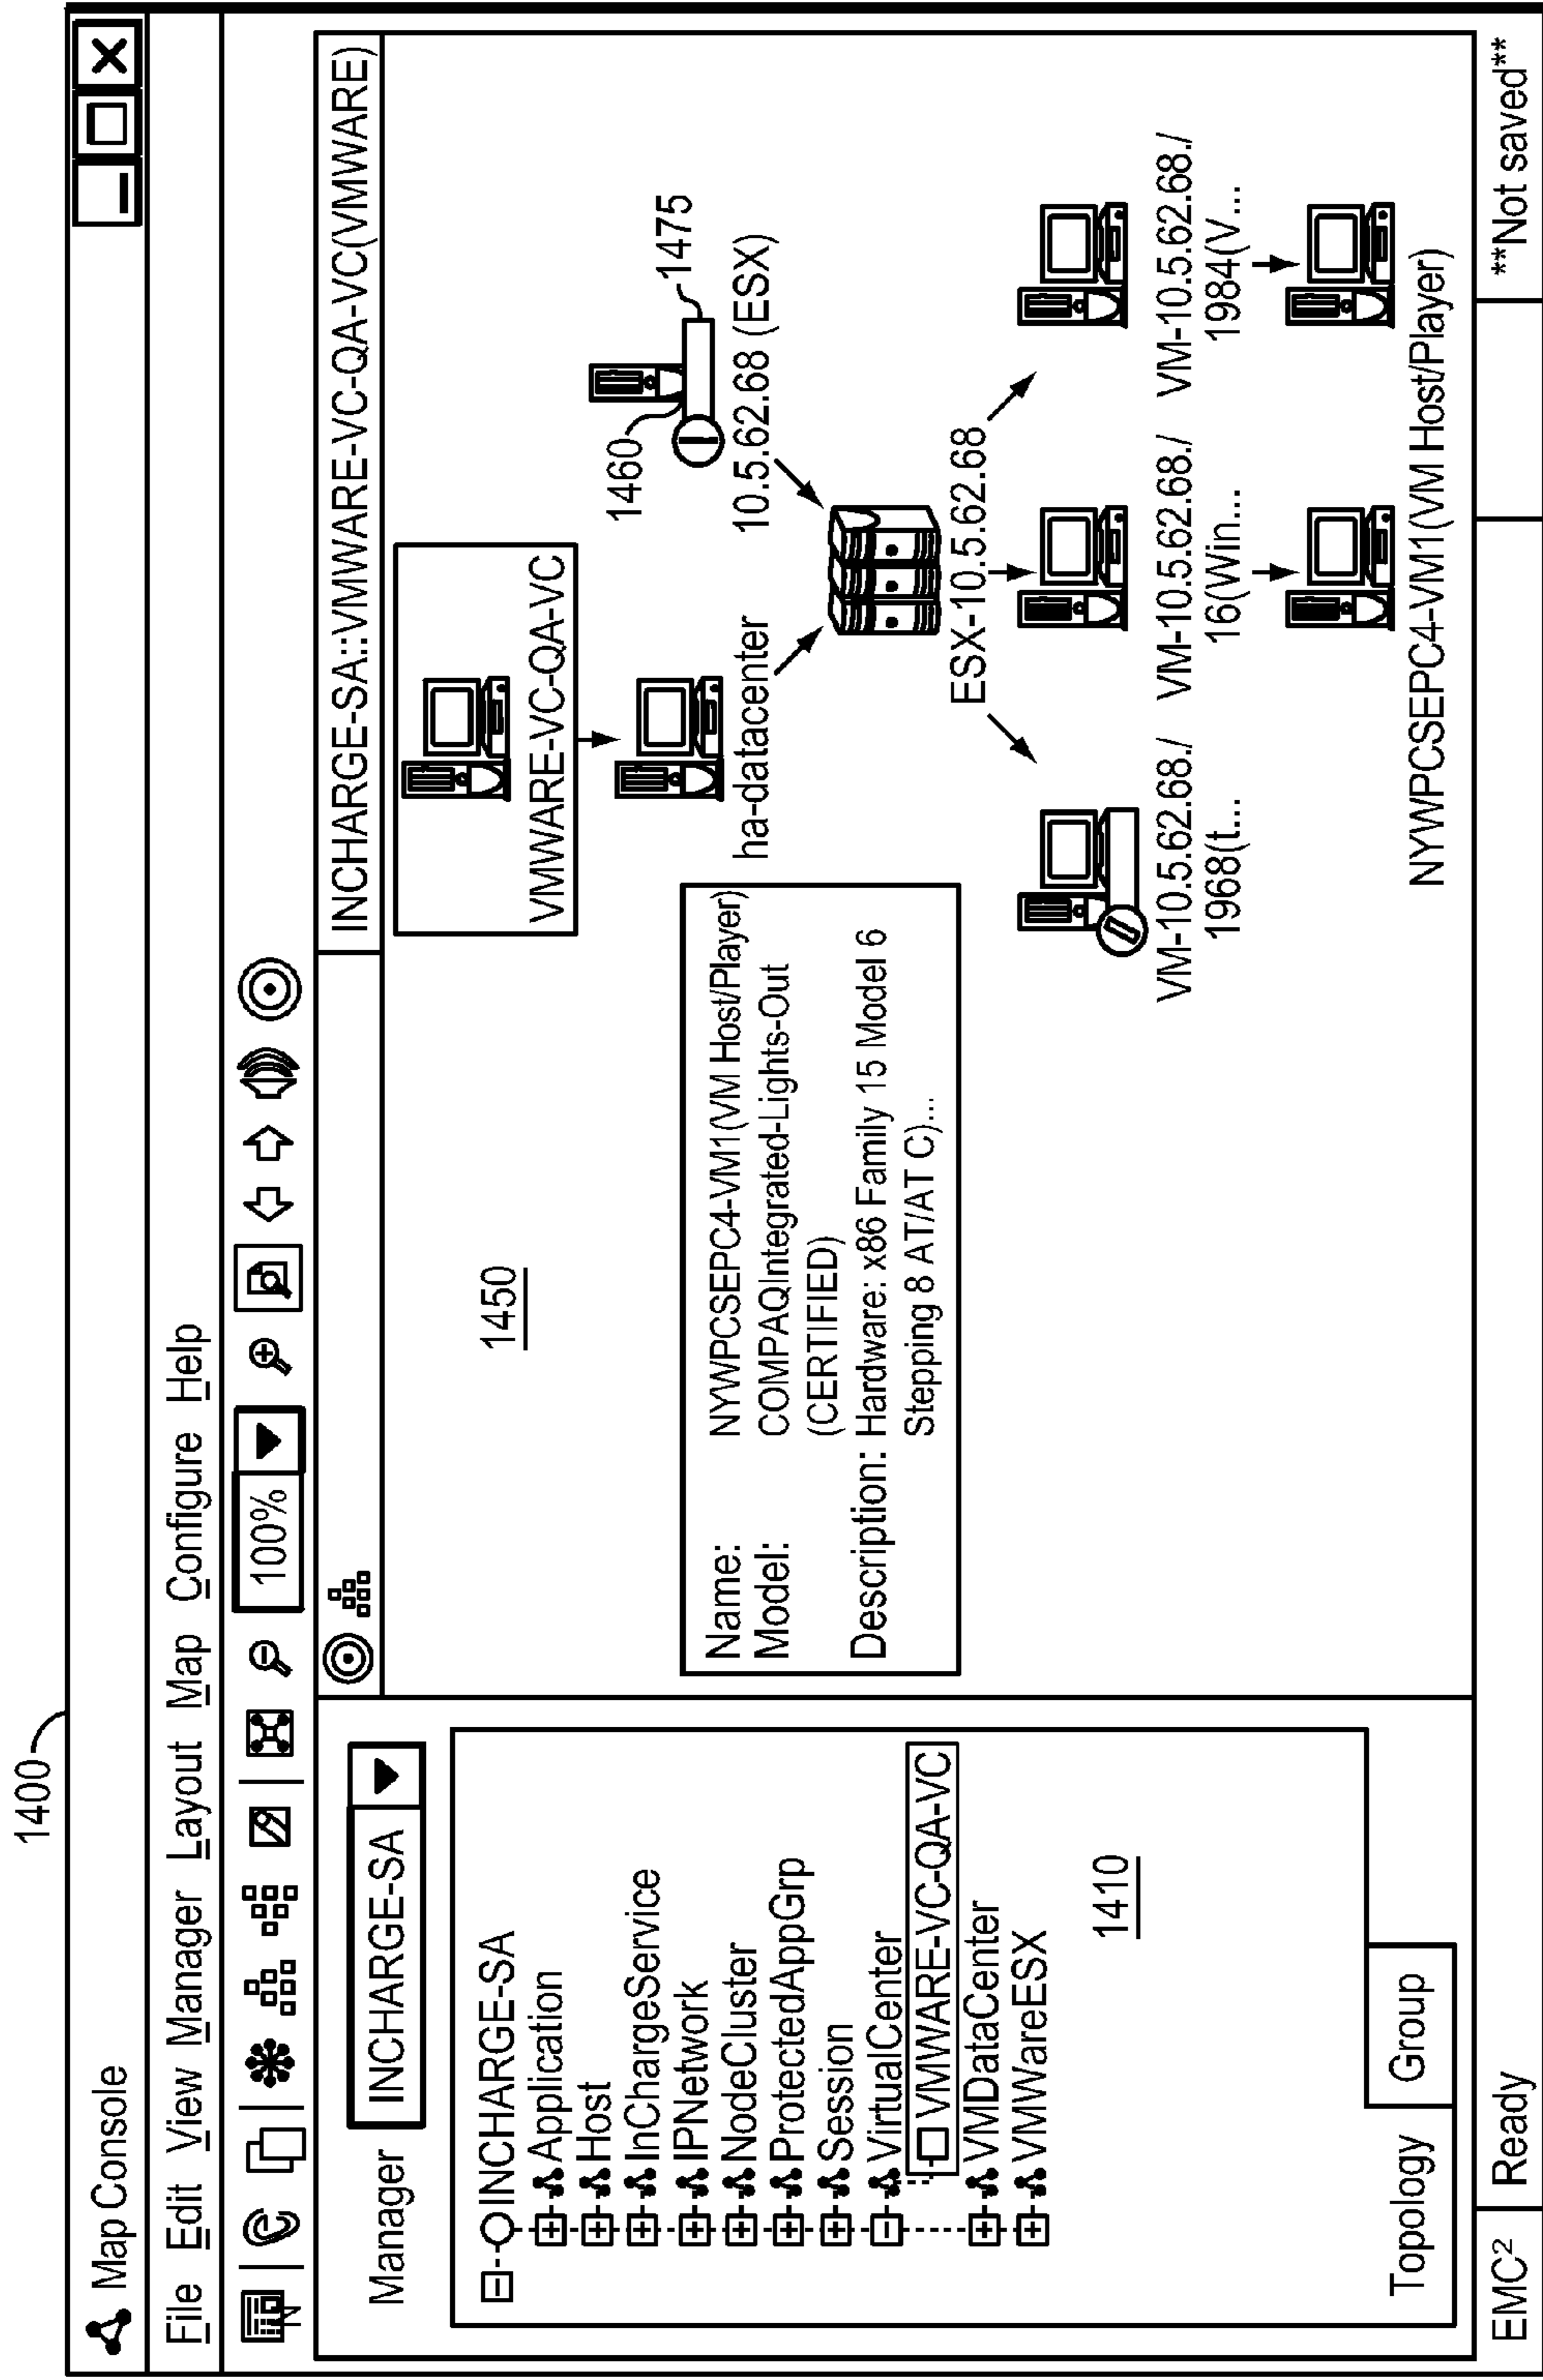 1400
Map Console
File Edit View Manager Layout Map Configure Help
100%
Manager INCHARGE-SA
INCHARGE-SA::VMWARE-VC-QA-VC(VMWARE)
INCHARGE-SA
Application
Host
InChargeService
IPNetwork
NodeCluster
ProtectedAppGrp
Session
VirtualCenter
VMWARE-VC-QA-VC
VMDataCenter
VMWareESX
1410
Topology Group
1450
Name: NYWPCSEPC4-VM1(VM Host/Player)
Model: COMPAQIntegrated-Lights-Out
(CERTIFIED)
Description: Hardware: x86 Family 15 Model 6
Stepping 8 AT/AT C)...
VMWARE-VC-QA-VC
ha-datacenter
1460
1475
10.5.62.68 (ESX)
ESX-10.5.62.68
VM-10.5.62.68./
1968(t...
VM-10.5.62.68./
16(Win...
VM-10.5.62.68./
1984(V...
NYWPCSEPC4-VM1(VM Host/Player)
EMC² Ready **Not saved**